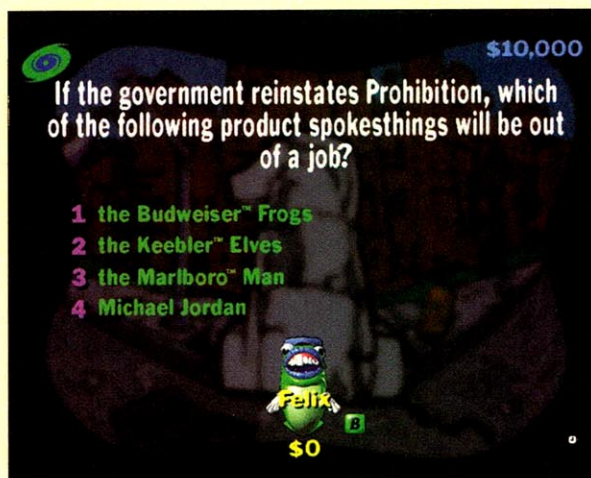 $10,000
If the government reinstates Prohibition, which
of the following product spokesthings will be out
of a job?
1 the Budweiser™ Frogs
2 the Keebler™ Elves
3 the Marlboro™ Man
4 Michael Jordan
Felix
B
$0